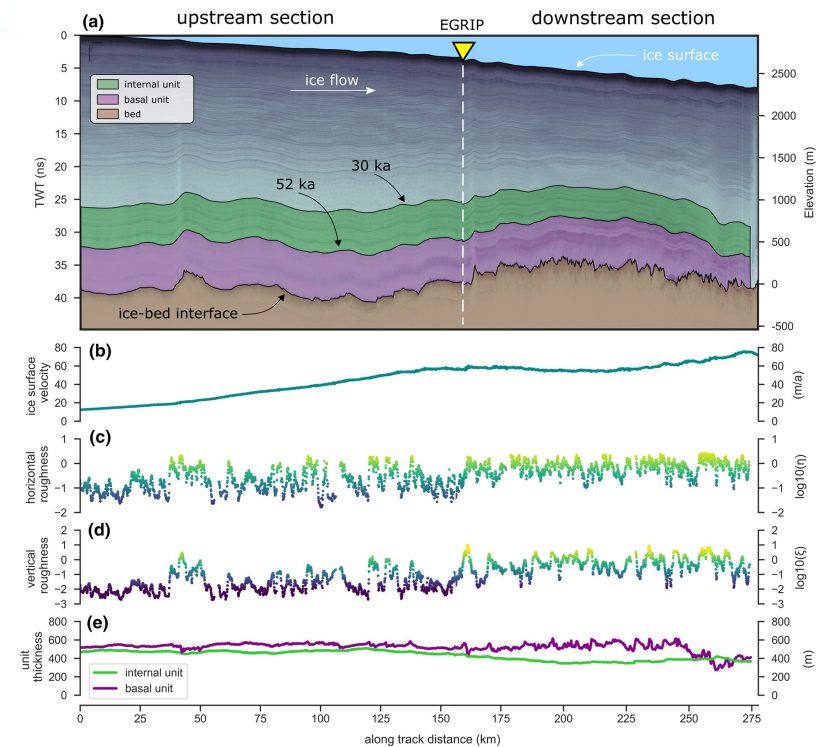 upstream section
EGRIP
downstream section
(a)
0
5
10
15
20
25
30
35
40
TWT (ns)
internal unit
basal unit
bed
ice flow
ice surface
30 ka
52 ka
ice-bed interface
2500
2000
1500
1000
500
0
-500
Elevation (m)
(b)
80
60
40
20
0
ice surface
velocity
80
60
40
20
0
(m/a)
(c)
1
0
−1
−2
horizontal
roughness
1
0
−1
−2
log10(η)
(d)
2
1
0
−1
−2
−3
vertical
roughness
2
1
0
−1
−2
−3
log10(ξ)
(e)
800
600
400
200
0
unit
thickness
internal unit
basal unit
800
600
400
200
0
(m)
0 25 50 75 100 125 150 175 200 225 250 275
along track distance (km)